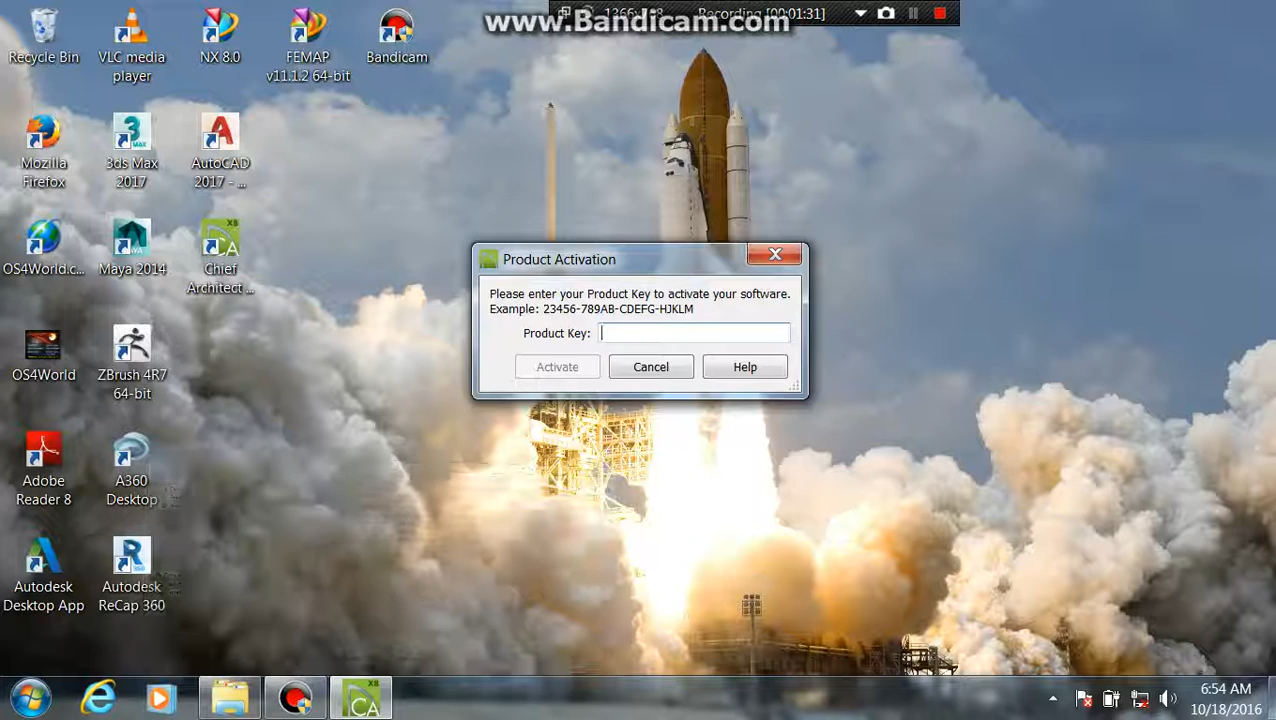 www.Bandicam.com
Recording [00:01:31]
Recycle Bin
VLC media player
NX 8.0
FEMAP v11.1.2 64-bit
Bandicam
Mozilla Firefox
3ds Max 2017
AutoCAD 2017 - ...
OS4World.c...
Maya 2014
Chief Architect ...
OS4World
ZBrush 4R7 64-bit
Adobe Reader 8
A360 Desktop
Autodesk Desktop App
Autodesk ReCap 360
Product Activation
Please enter your Product Key to activate your software.
Example: 23456-789AB-CDEFG-HJKLM
Product Key:
Activate
Cancel
Help
6:54 AM
10/18/2016